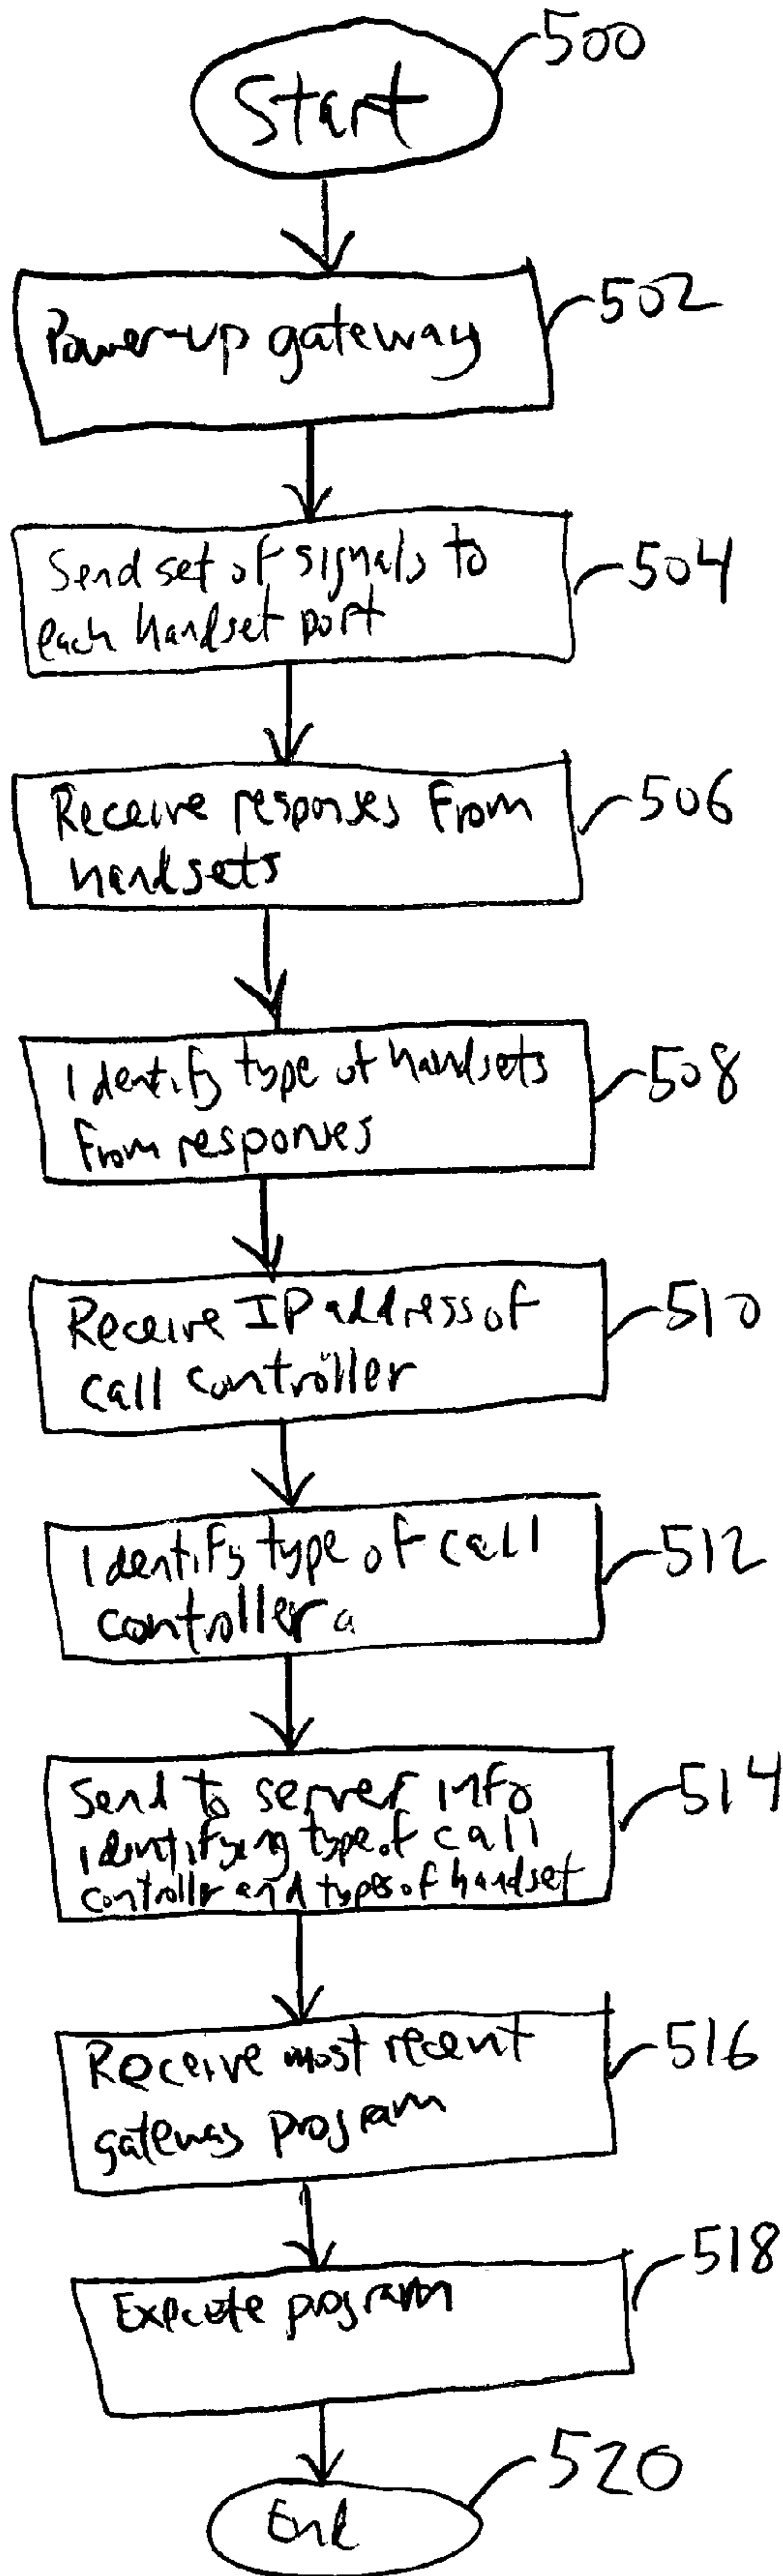 Start
500
Power-up gateway
502
Send set of signals to
each handset port
504
Receive responses From
handsets
506
Identify type of handsets
From responses
508
Receive IP address of
call controller
510
Identify type of call
controller a
512
Send to server info
identifying type of call
controller and types of handset
514
Receive most recent
gateway program
516
Execute program
518
End
520